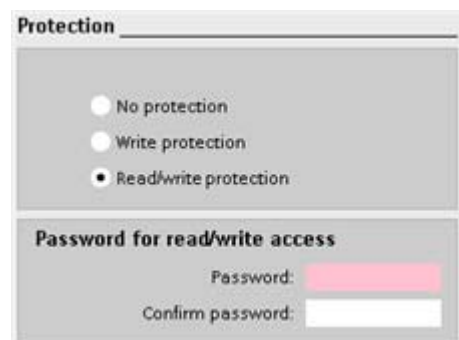 Protection
No protection
Write protection
Read/write protection
Password for read/write access
Password:
Confirm password: